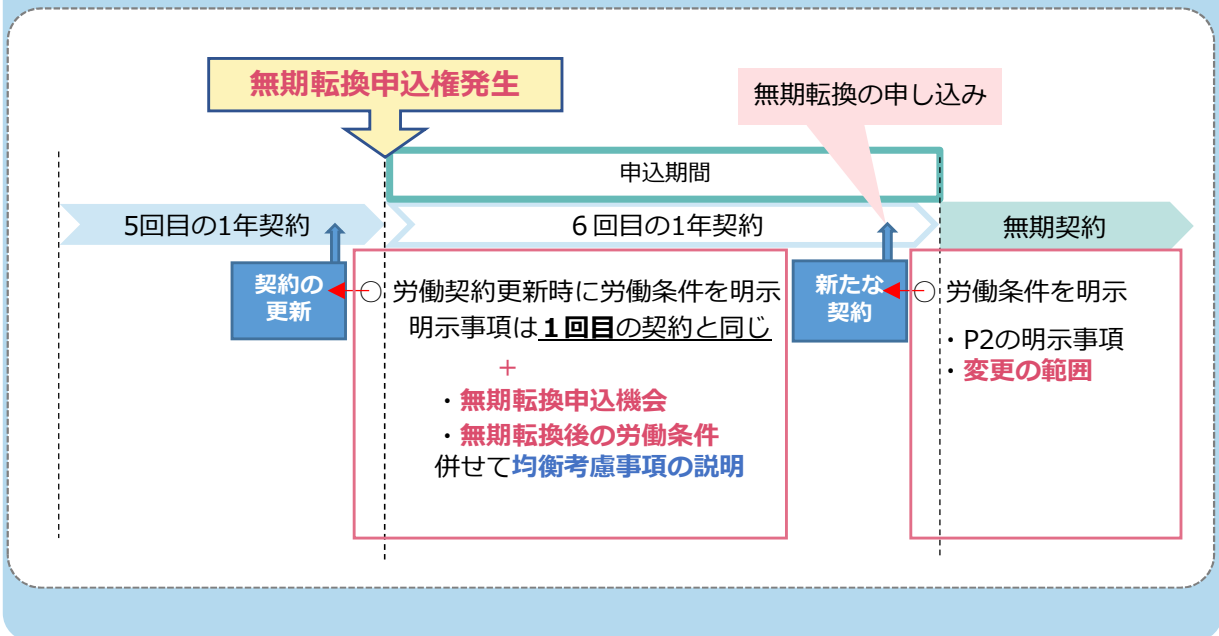 無期転換申込権発生
無期転換の申し込み
申込期間
5回目の1年契約
6回目の1年契約
無期契約
契約の
更新
○ 労働契約更新時に労働条件を明示
明示事項は１回目の契約と同じ
＋
・無期転換申込機会
・無期転換後の労働条件
併せて均衡考慮事項の説明
新たな
契約
○ 労働条件を明示
・P2の明示事項
・変更の範囲